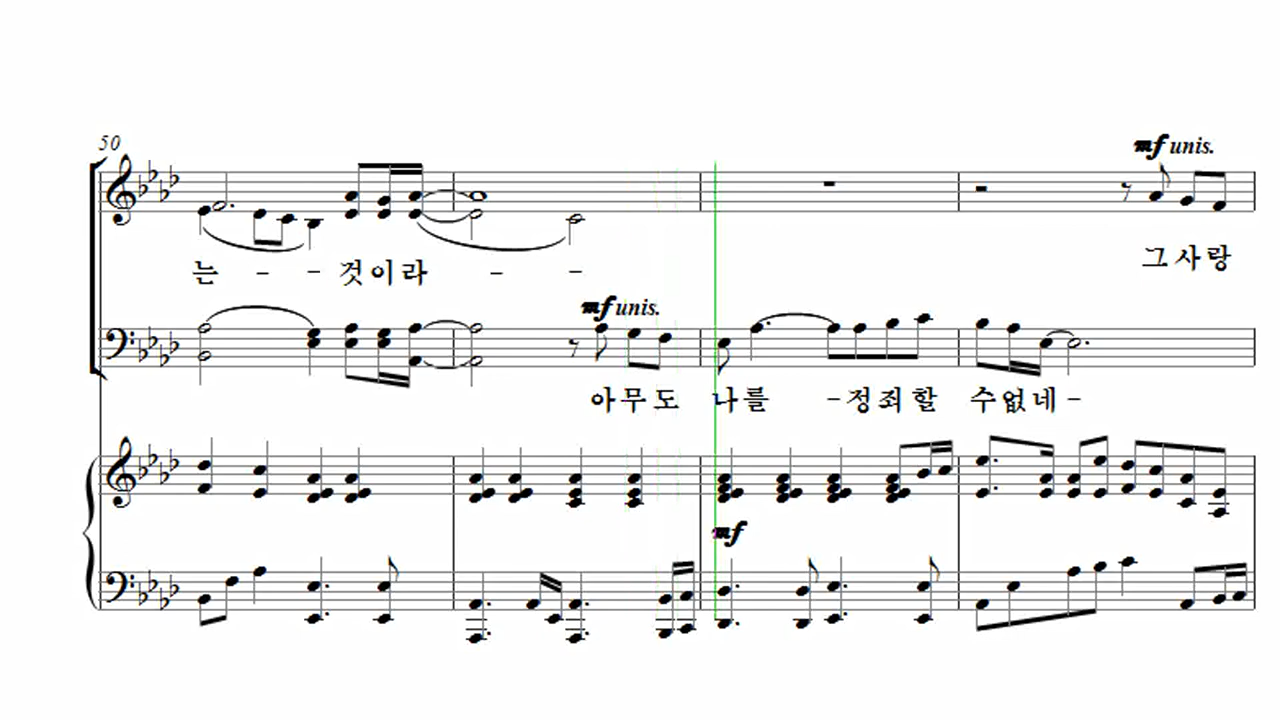 50
mf unis.
그사랑
는 - - 것이라 - -
mf unis.
아무도 나를 -정죄할 수없네-
mf